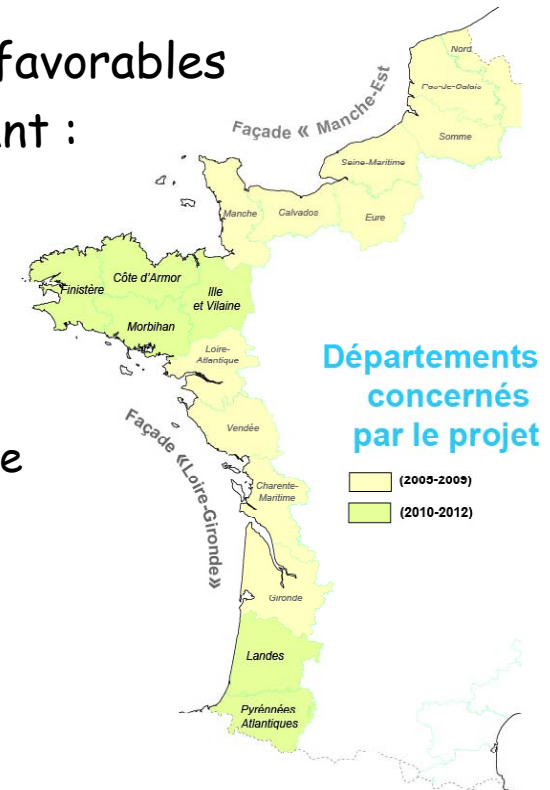 favorables
nt :
e
Nord
Pas-de-Calais
Somme
Façade « Manche-Est
Seine-Maritime
Manche
Calvados
Eure
Côte d'Armor
Finistère
Ille
et Vilaine
Morbihan
Loire-
Atlantique
Départements
concernés
par le projet
Vendée
Façade «Loire-Gironde»
Charente-
Maritime
(2005-2009)
(2010-2012)
Gironde
Landes
Pyrénnées
Atlantiques